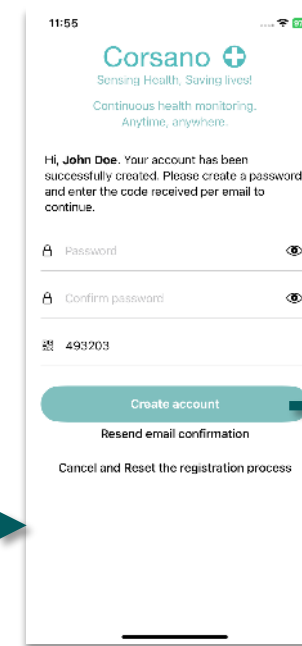 11:55
Corsano
Sensing Health, Saving lives!
Continuous health monitoring.
Anytime, anywhere.
Hi, John Doe. Your account has been
successfully created. Please create a password
and enter the code received per email to
continue.
Password
Confirm password
493203
Create account
Resend email confirmation
Cancel and Reset the registration process